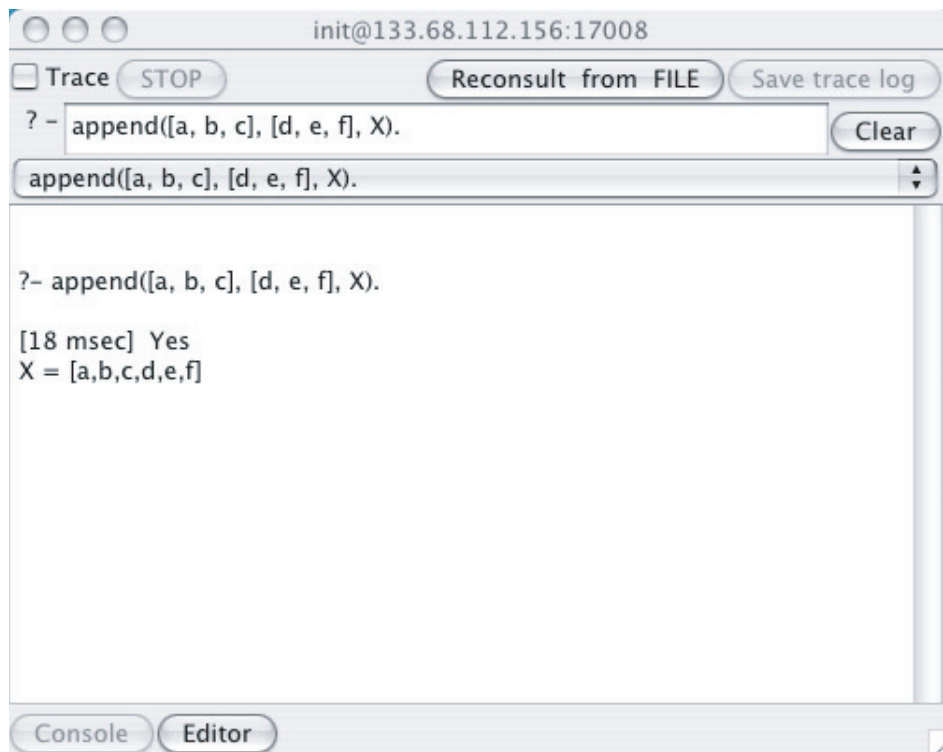 init@133.68.112.156:17008
Trace STOP Reconsult from FILE Save trace log
? – append([a, b, c], [d, e, f], X). Clear
append([a, b, c], [d, e, f], X).
?– append([a, b, c], [d, e, f], X).
[18 msec] Yes
X = [a,b,c,d,e,f]
Console Editor